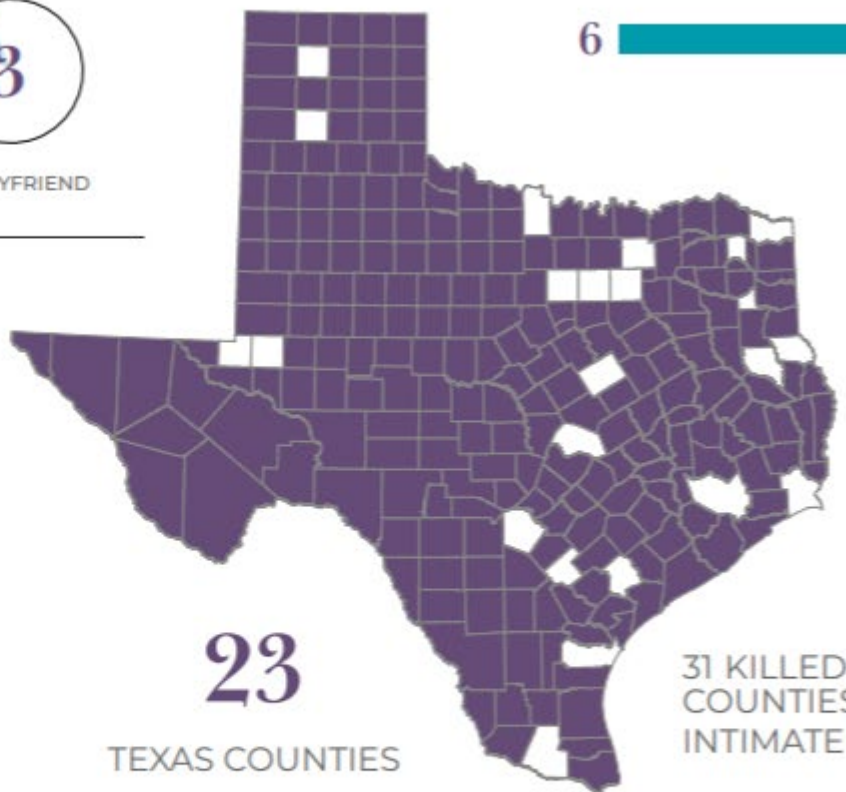 6
YFRIEND
23
TEXAS COUNTIES
31 KILLED
COUNTIES
INTIMATE